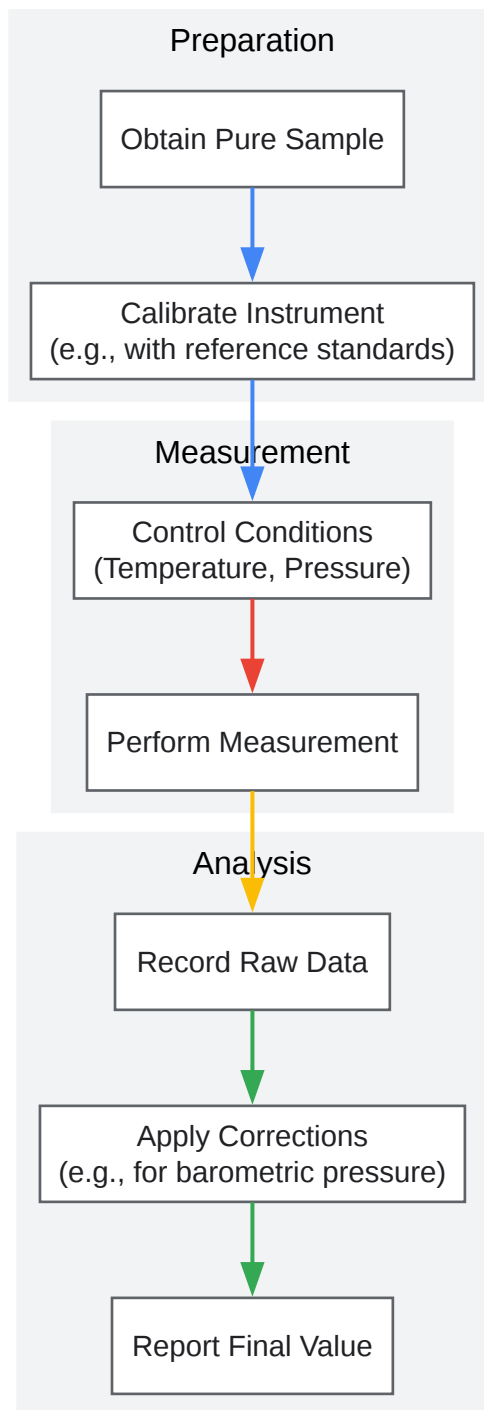 Preparation
Obtain Pure Sample
Calibrate Instrument
(e.g., with reference standards)
Measurement
Control Conditions
(Temperature, Pressure)
Perform Measurement
Analysis
Record Raw Data
Apply Corrections
(e.g., for barometric pressure)
Report Final Value